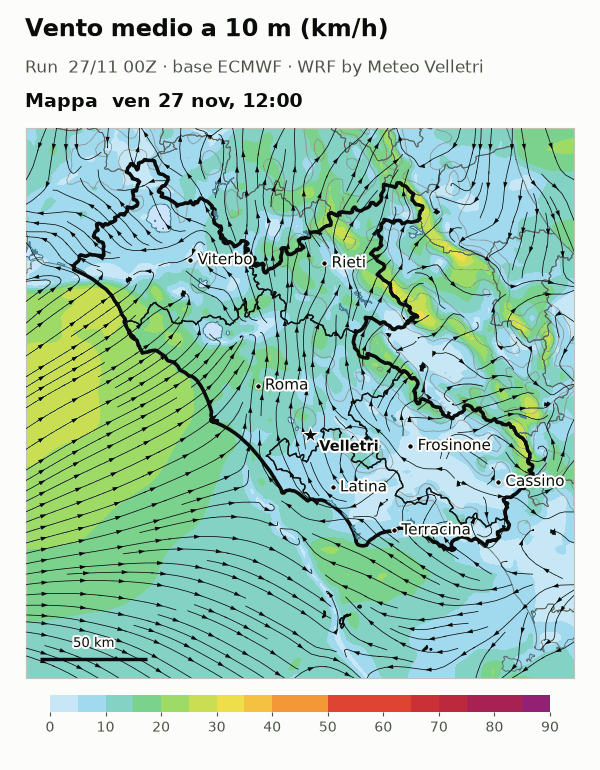 Vento medio a 10 m (km/h)
Run  27/11 00Z · base ECMWF · WRF by Meteo Velletri
Mappa  ven 27 nov, 12:00
Viterbo
Rieti
Roma
Velletri
Frosinone
Cassino
Latina
Terracina
50 km
0 10 20 30 40 50 60 70 80 90